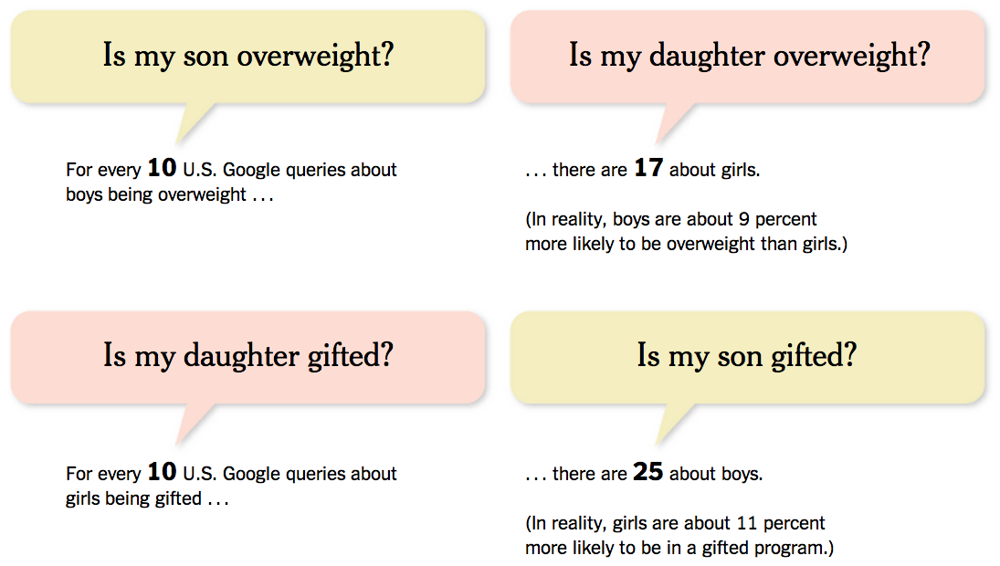 Is my son overweight?
For every 10 U.S. Google queries about
boys being overweight . . .
Is my daughter overweight?
. . . there are 17 about girls.
(In reality, boys are about 9 percent
more likely to be overweight than girls.)
Is my daughter gifted?
For every 10 U.S. Google queries about
girls being gifted . . .
Is my son gifted?
. . . there are 25 about boys.
(In reality, girls are about 11 percent
more likely to be in a gifted program.)